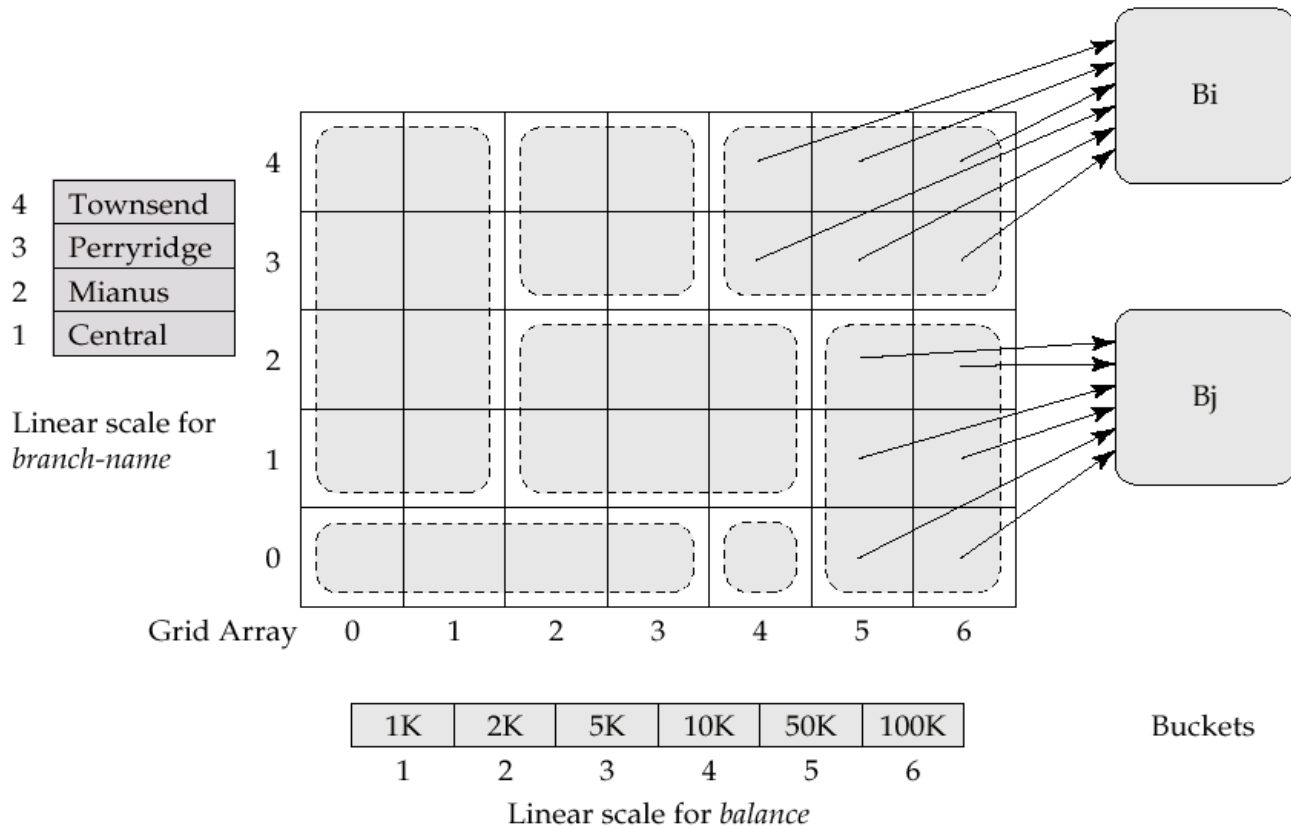 Bi
4
4 Townsend
3 Perryridge
3
2 Mianus
1 Central
2
Bj
Linear scale for
branch-name
1
0
Grid Array 0 1 2 3 4 5 6
1K 2K 5K 10K 50K 100K
Buckets
1 2 3 4 5 6
Linear scale for balance